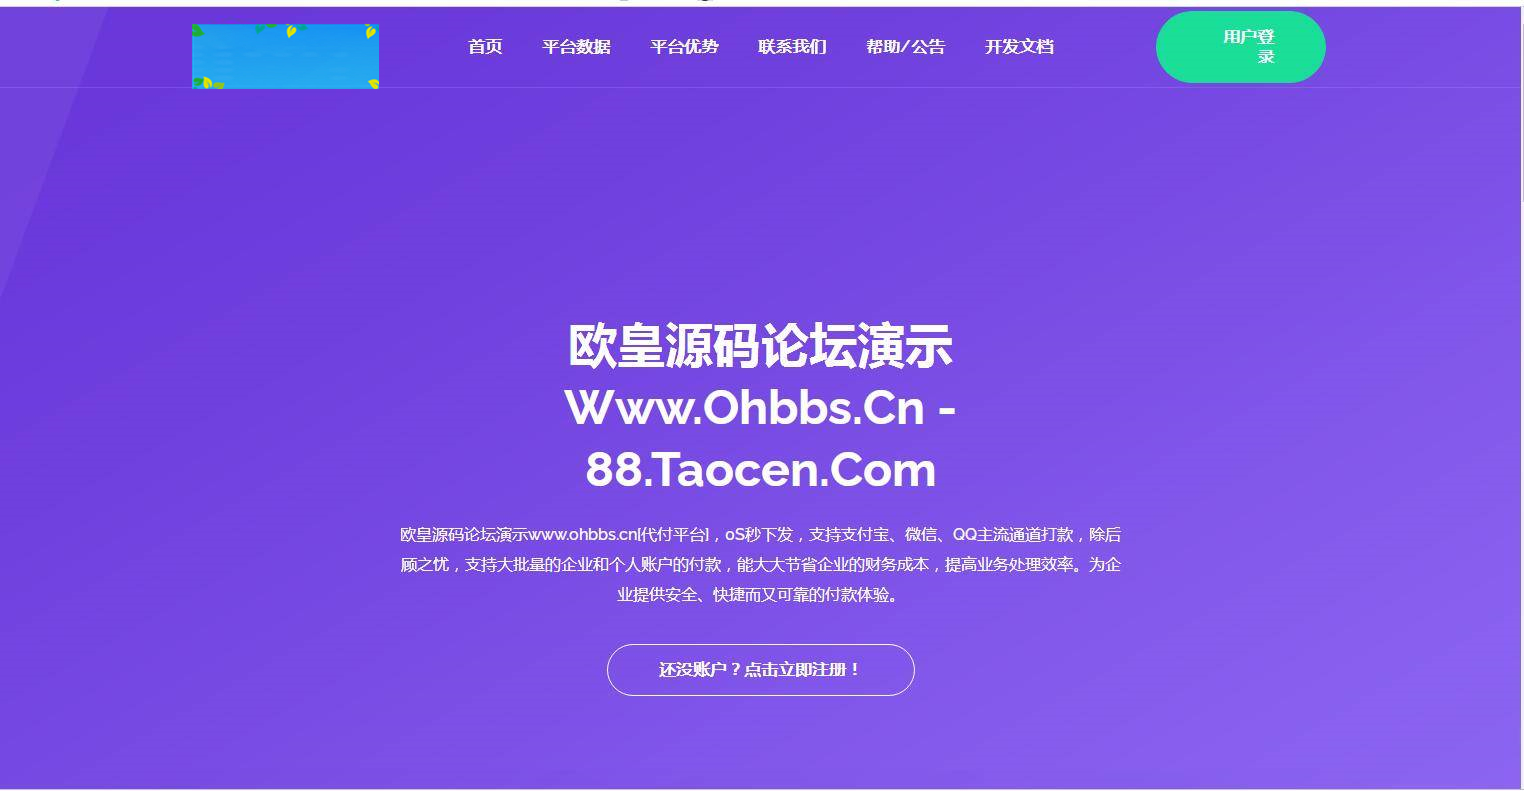 首页 平台数据 平台优势 联系我们 帮助/公告 开发文档
用户登
录
欧皇源码论坛演示
Www.Ohbbs.Cn -
88.Taocen.Com
欧皇源码论坛演示www.ohbbs.cn[代付平台]，oS秒下发，支持支付宝、微信、QQ主流通道打款，除后
顾之忧，支持大批量的企业和个人账户的付款，能大大节省企业的财务成本，提高业务处理效率。为企
业提供安全、快捷而又可靠的付款体验。
还没账户？点击立即注册！